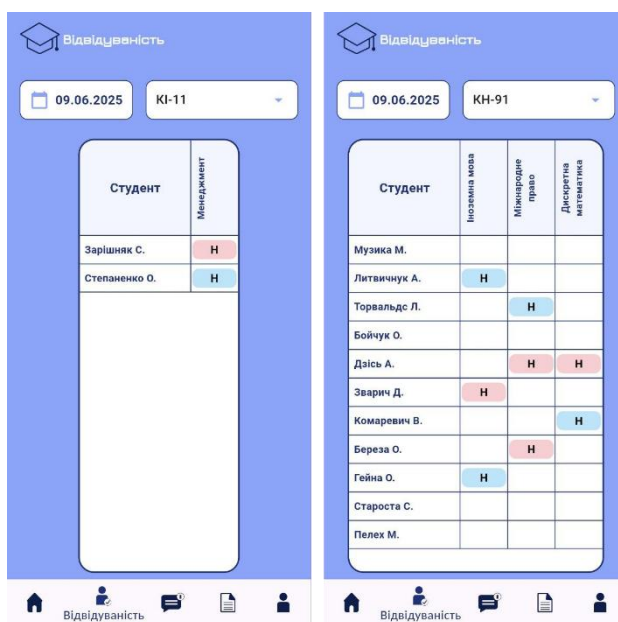 Відвідуваність
09.06.2025 КІ-11
Студент Менеджмент
Зарішняк С. Н
Степаненко О. Н
Відвідуваність
Відвідуваність
09.06.2025 КН-91
Студент Іноземна мова Міжнародне право Дискретна математика
Музика М.
Литвичнук А. Н
Торвальдс Л. Н
Бойчук О.
Дзісь А. Н Н
Зварич Д. Н
Комаревич В. Н
Береза О. Н
Гейна О. Н
Староста С.
Пелех М.
Відвідуваність